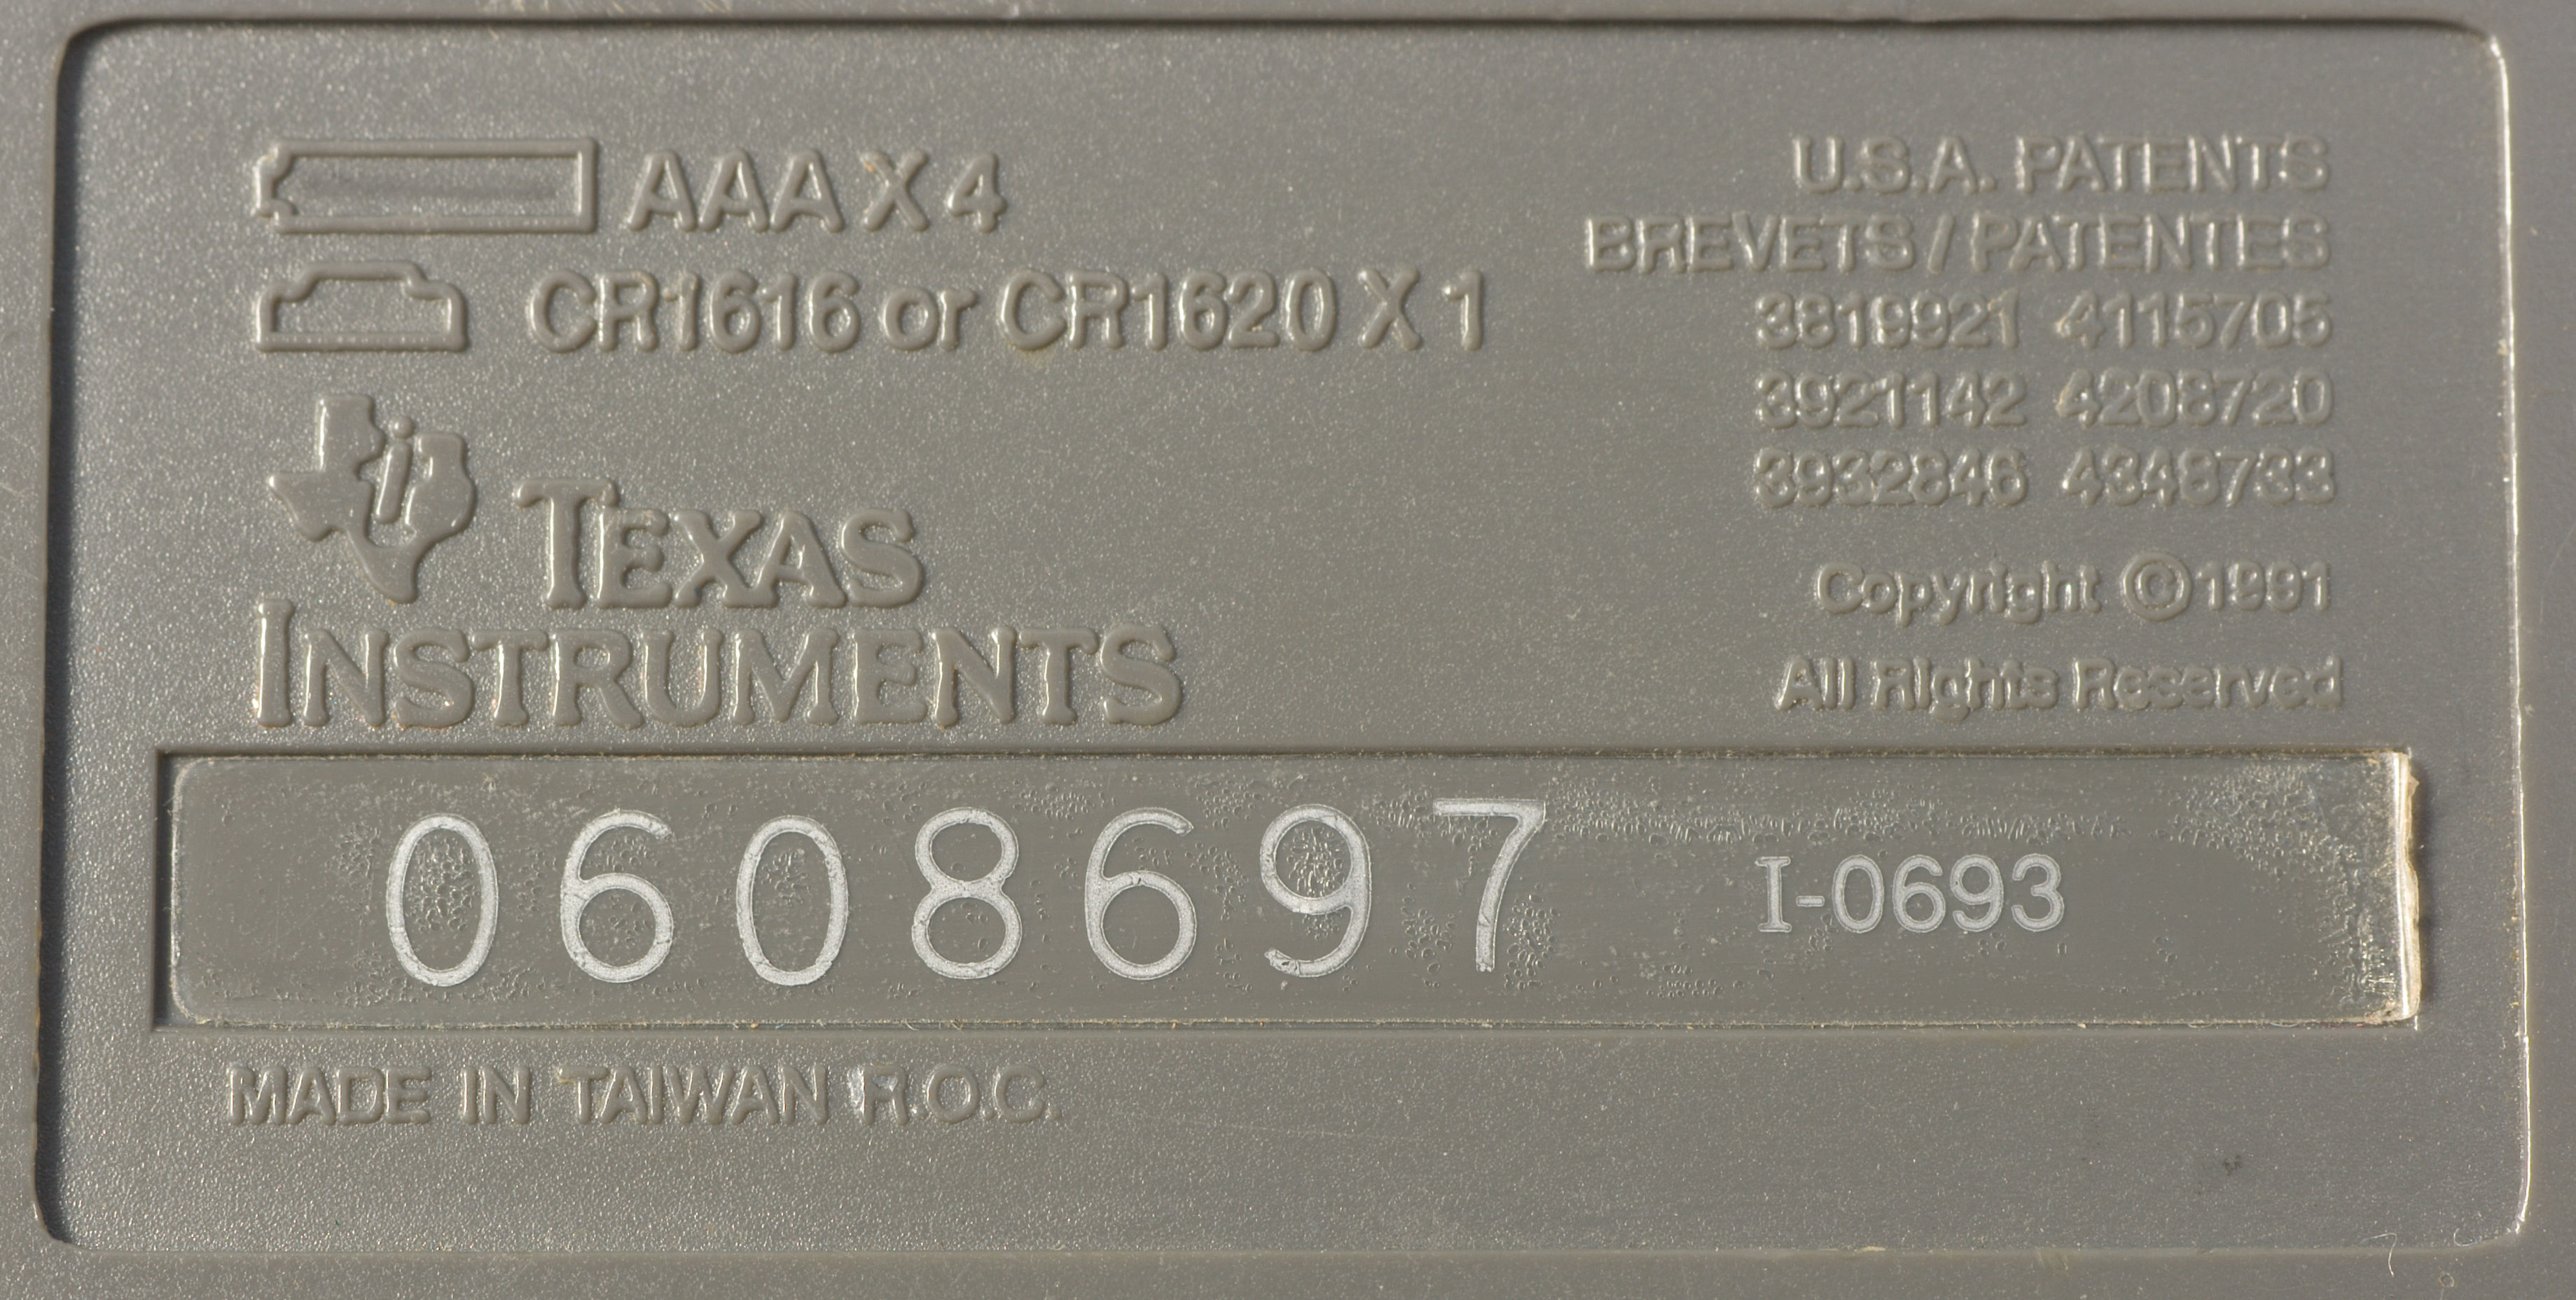 AAA X 4
CR1616 or CR1620 X 1
TEXAS
INSTRUMENTS
U.S.A. PATENTS
BREVETS / PATENTES
3819921 4115705
3921142 4208720
3932846 4348733
Copyright ©1991
All Rights Reserved
0608697 I-0693
MADE IN TAIWAN R.O.C.